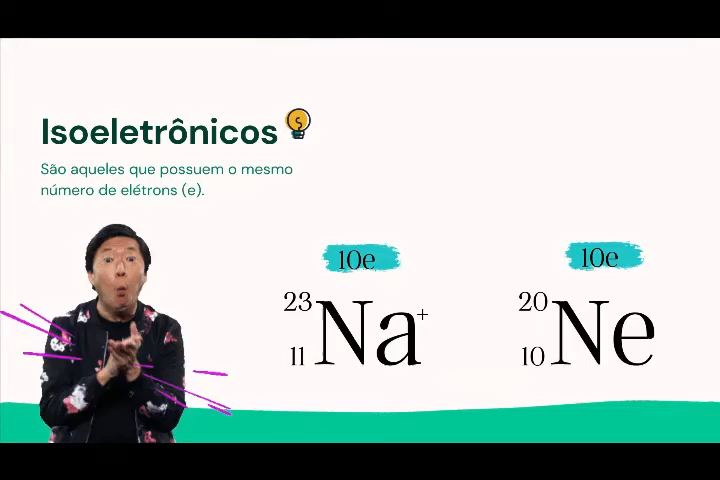 Isoeletrônicos
São aqueles que possuem o mesmo
número de elétrons (e).
10e
10e
23
Na+
11
20
Ne
10